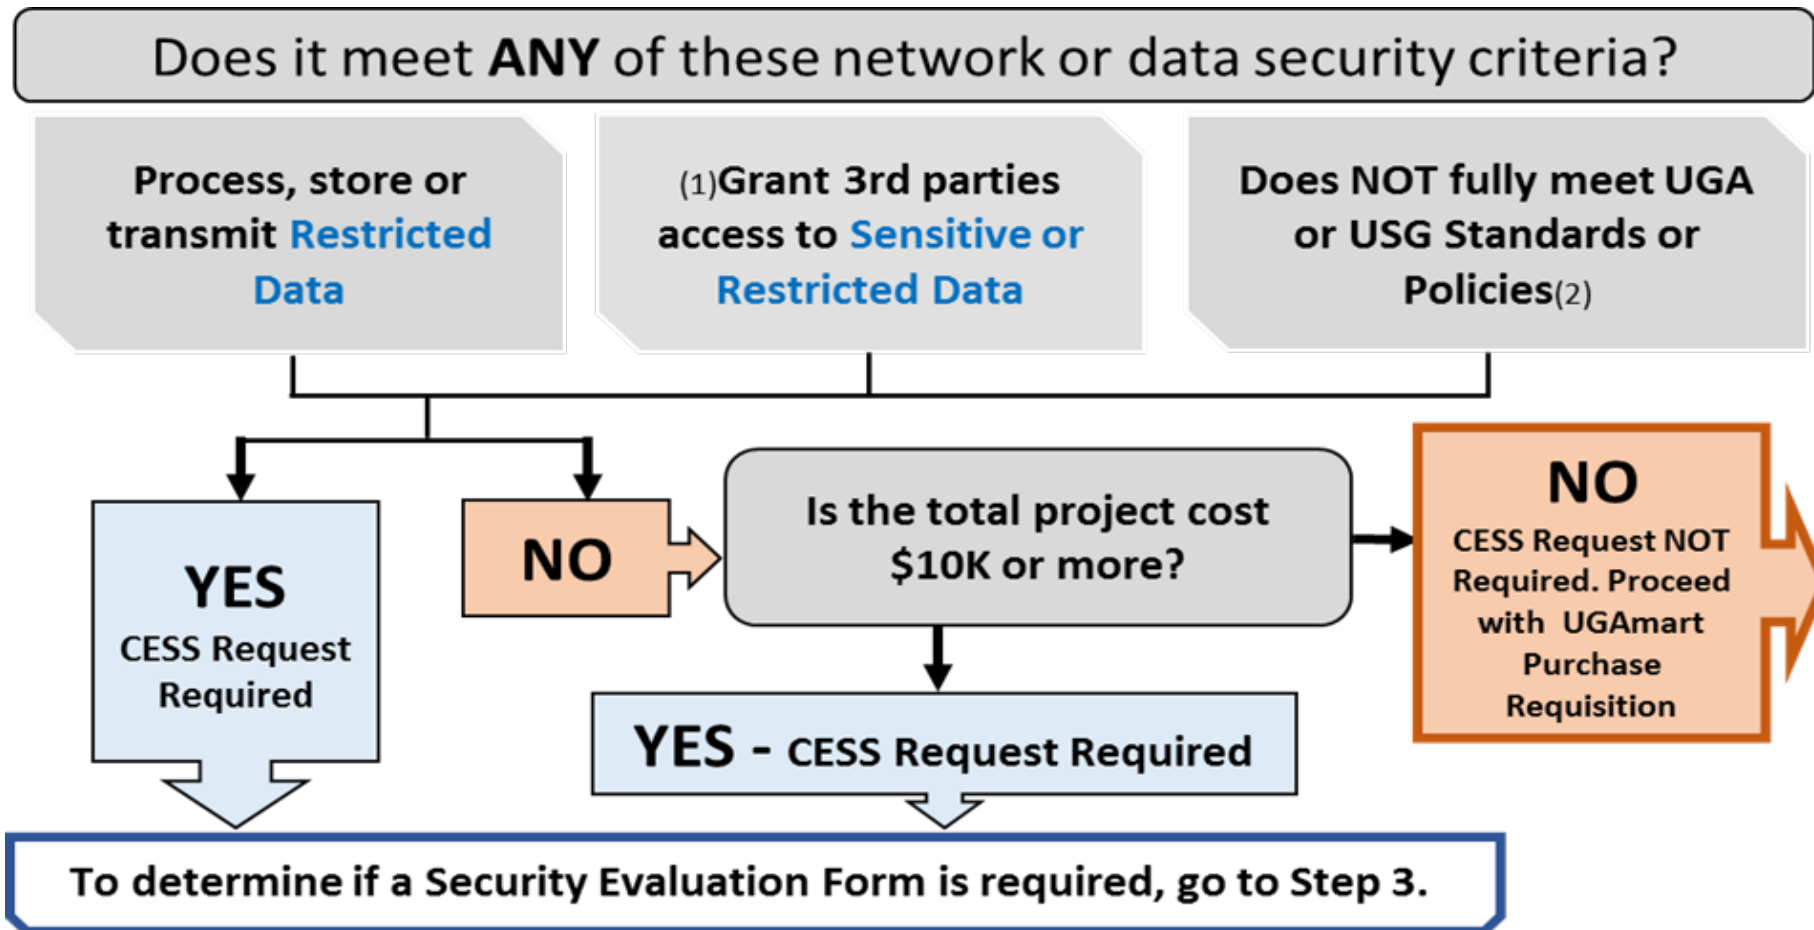 Does it meet ANY of these network or data security criteria?
Process, store or
transmit Restricted
Data
(1)Grant 3rd parties
access to Sensitive or
Restricted Data
Does NOT fully meet UGA
or USG Standards or
Policies(2)
YES
CESS Request
Required
NO
Is the total project cost
$10K or more?
NO
CESS Request NOT
Required. Proceed
with UGAmart
Purchase
Requisition
YES - CESS Request Required
To determine if a Security Evaluation Form is required, go to Step 3.